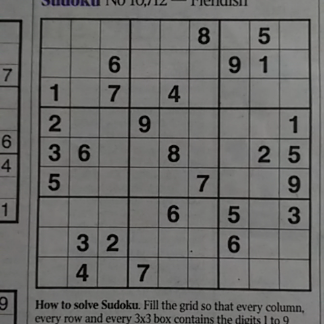 Sudoku No 10,712 — Fiendish
8 5
7 6 9 1
1 7 4
2 9 1
6 3 6 8 2 5
4 5 7 9
1 6 5 3
3 2 6
9 4 7
How to solve Sudoku. Fill the grid so that every column,
every row and every 3x3 box contains the digits 1 to 9